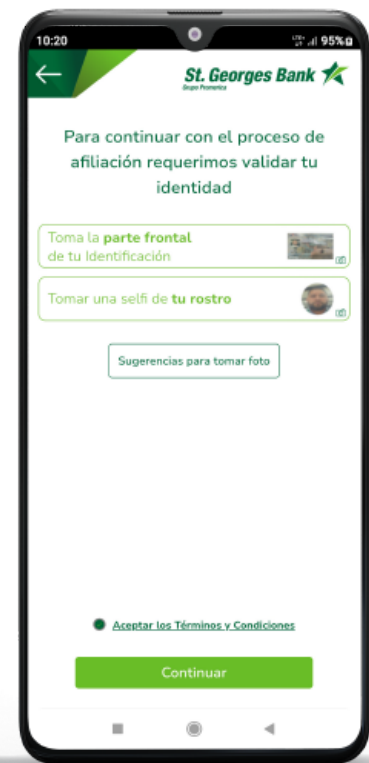 10:20
LTE+ 95%
St. Georges Bank
Grupo Promerica
Para continuar con el proceso de
afiliación requerimos validar tu
identidad
Toma la parte frontal
de tu Identificación
Tomar una selfi de tu rostro
Sugerencias para tomar foto
Aceptar los Términos y Condiciones
Continuar